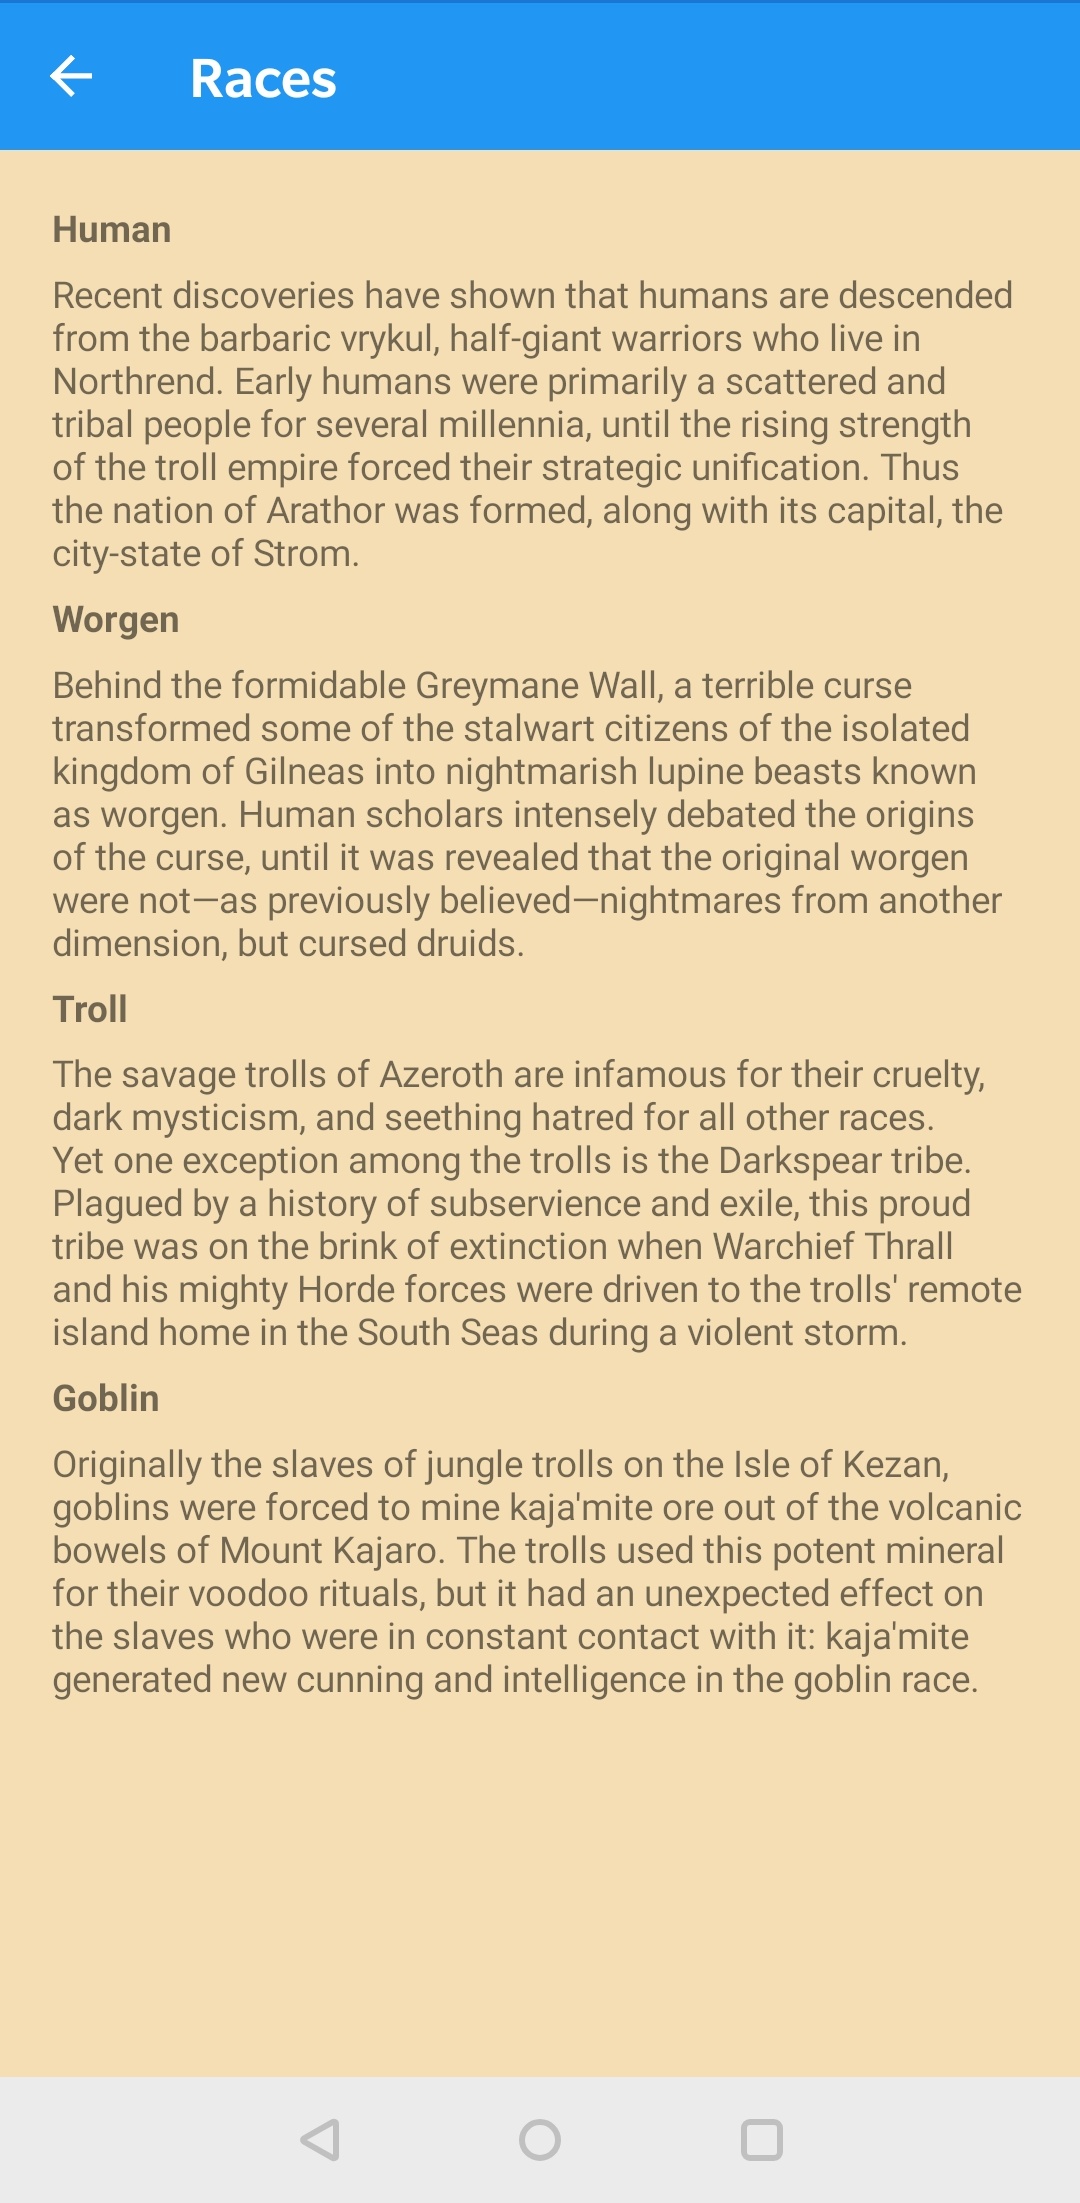 Races
Human
Recent discoveries have shown that humans are descended
from the barbaric vrykul, half-giant warriors who live in
Northrend. Early humans were primarily a scattered and
tribal people for several millennia, until the rising strength
of the troll empire forced their strategic unification. Thus
the nation of Arathor was formed, along with its capital, the
city-state of Strom.
Worgen
Behind the formidable Greymane Wall, a terrible curse
transformed some of the stalwart citizens of the isolated
kingdom of Gilneas into nightmarish lupine beasts known
as worgen. Human scholars intensely debated the origins
of the curse, until it was revealed that the original worgen
were not—as previously believed—nightmares from another
dimension, but cursed druids.
Troll
The savage trolls of Azeroth are infamous for their cruelty,
dark mysticism, and seething hatred for all other races.
Yet one exception among the trolls is the Darkspear tribe.
Plagued by a history of subservience and exile, this proud
tribe was on the brink of extinction when Warchief Thrall
and his mighty Horde forces were driven to the trolls' remote
island home in the South Seas during a violent storm.
Goblin
Originally the slaves of jungle trolls on the Isle of Kezan,
goblins were forced to mine kaja'mite ore out of the volcanic
bowels of Mount Kajaro. The trolls used this potent mineral
for their voodoo rituals, but it had an unexpected effect on
the slaves who were in constant contact with it: kaja'mite
generated new cunning and intelligence in the goblin race.